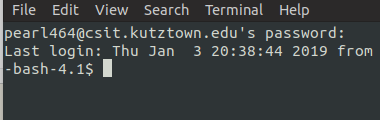 File Edit View Search Terminal Help
pearl464@csit.kutztown.edu's password:
Last login: Thu Jan  3 20:38:44 2019 from
-bash-4.1$